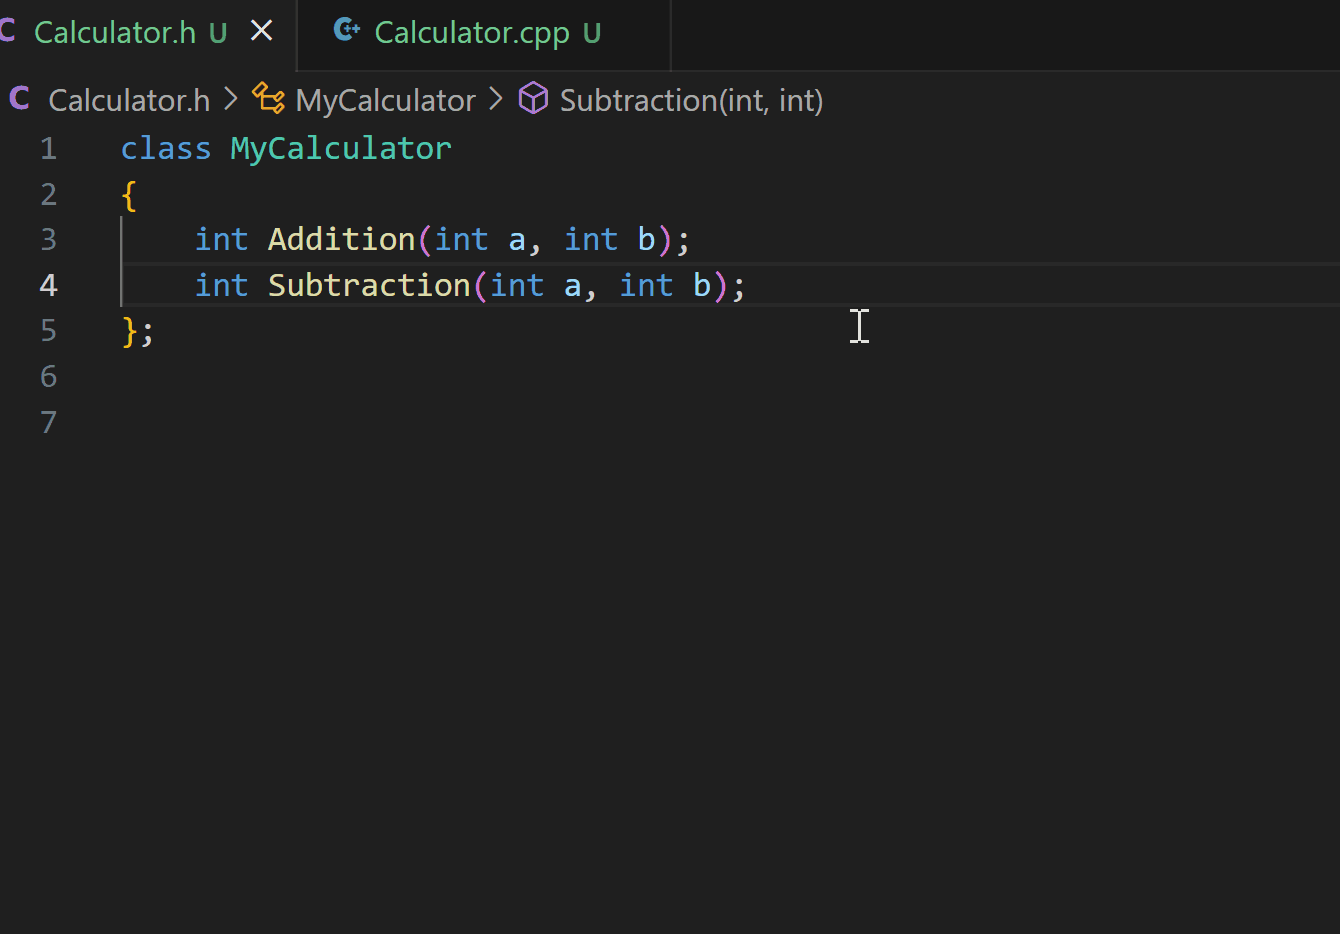 C Calculator.h U × C++ Calculator.cpp U
C Calculator.h > MyCalculator > Subtraction(int, int)
1 class MyCalculator
2 {
3 int Addition(int a, int b);
4 int Subtraction(int a, int b);
5 };
6
7